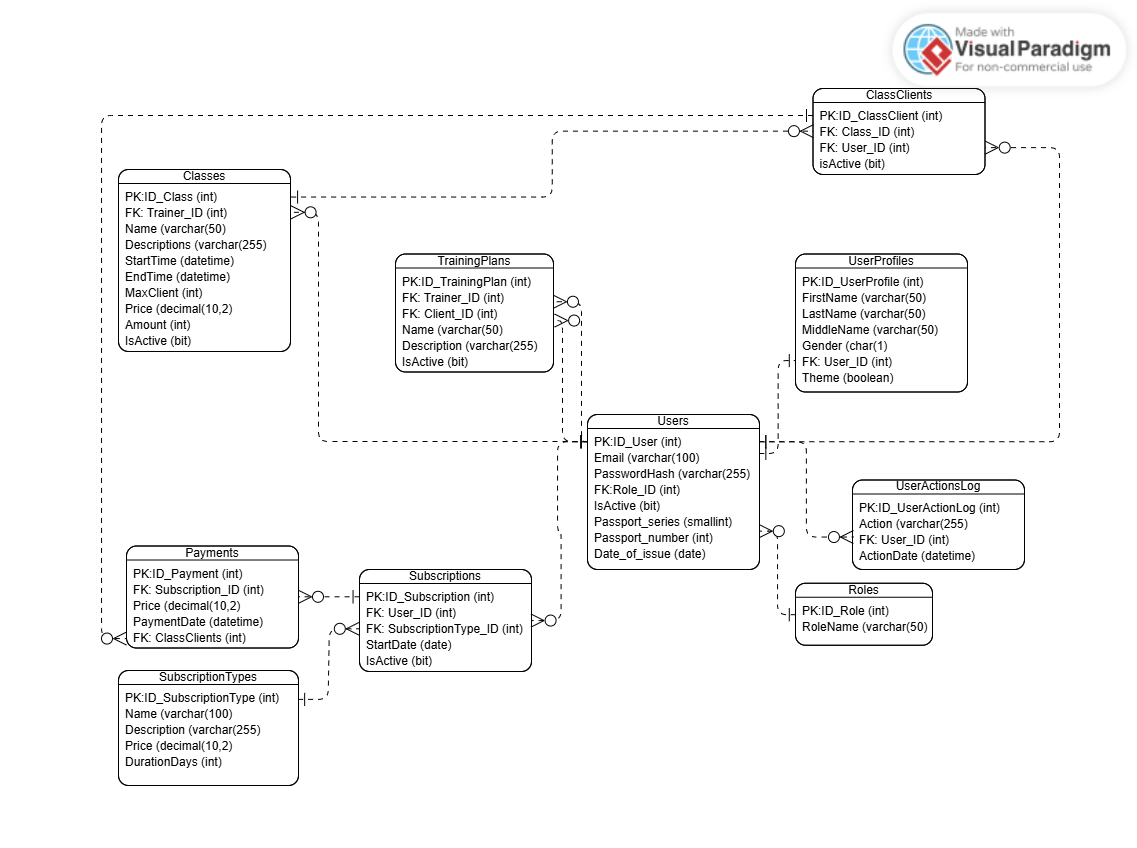 Made with
Visual Paradigm
For non-commercial use
ClassClients
PK:ID_ClassClient (int)
FK: Class_ID (int)
FK: User_ID (int)
isActive (bit)
Classes
PK:ID_Class (int)
FK: Trainer_ID (int)
Name (varchar(50)
Descriptions (varchar(255)
StartTime (datetime)
EndTime (datetime)
MaxClient (int)
Price (decimal(10,2)
Amount (int)
IsActive (bit)
TrainingPlans
PK:ID_TrainingPlan (int)
FK: Trainer_ID (int)
FK: Client_ID (int)
Name (varchar(50)
Description (varchar(255)
IsActive (bit)
UserProfiles
PK:ID_UserProfile (int)
FirstName (varchar(50)
LastName (varchar(50)
MiddleName (varchar(50)
Gender (char(1)
FK: User_ID (int)
Theme (boolean)
Users
PK:ID_User (int)
Email (varchar(100)
PasswordHash (varchar(255)
FK:Role_ID (int)
IsActive (bit)
Passport_series (smallint)
Passport_number (int)
Date_of_issue (date)
UserActionsLog
PK:ID_UserActionLog (int)
Action (varchar(255)
FK: User_ID (int)
ActionDate (datetime)
Payments
PK:ID_Payment (int)
FK: Subscription_ID (int)
Price (decimal(10,2)
PaymentDate (datetime)
FK: ClassClients (int)
Subscriptions
PK:ID_Subscription (int)
FK: User_ID (int)
FK: SubscriptionType_ID (int)
StartDate (date)
IsActive (bit)
Roles
PK:ID_Role (int)
RoleName (varchar(50)
SubscriptionTypes
PK:ID_SubscriptionType (int)
Name (varchar(100)
Description (varchar(255)
Price (decimal(10,2)
DurationDays (int)